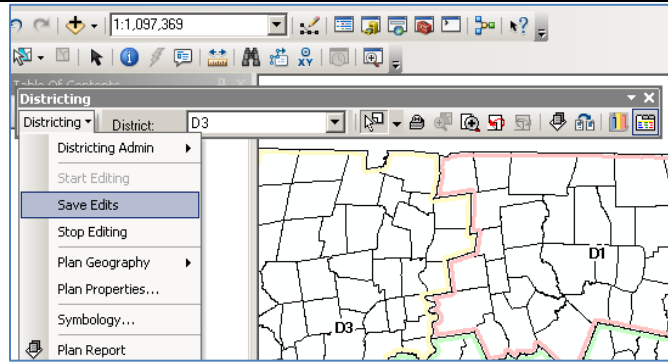 1:1,097,369
Table Of Contents
Districting
Districting District: D3
Districting Admin
Start Editing
Save Edits
Stop Editing
Plan Geography
Plan Properties...
Symbology...
Plan Report
D1
D3